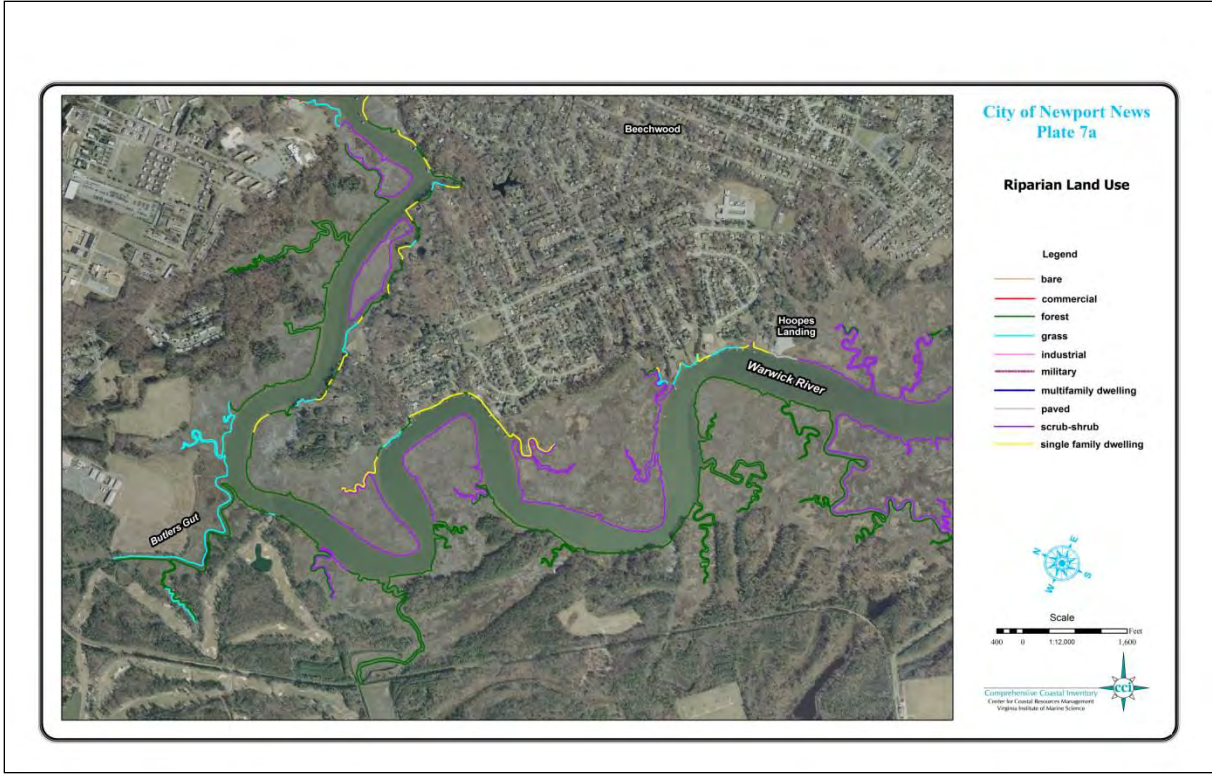 City of Newport News
Plate 7a
Riparian Land Use
Legend
bare
commercial
forest
grass
industrial
military
multifamily dwelling
paved
scrub-shrub
single family dwelling
Beechwood
Hoopes
Landing
Warwick River
Butlers Gut
N
E
W
S
Scale
Feet
400 0 1:12,000 1,600
Comprehensive Coastal Inventory
Center for Coastal Resources Management
Virginia Institute of Marine Science
cci